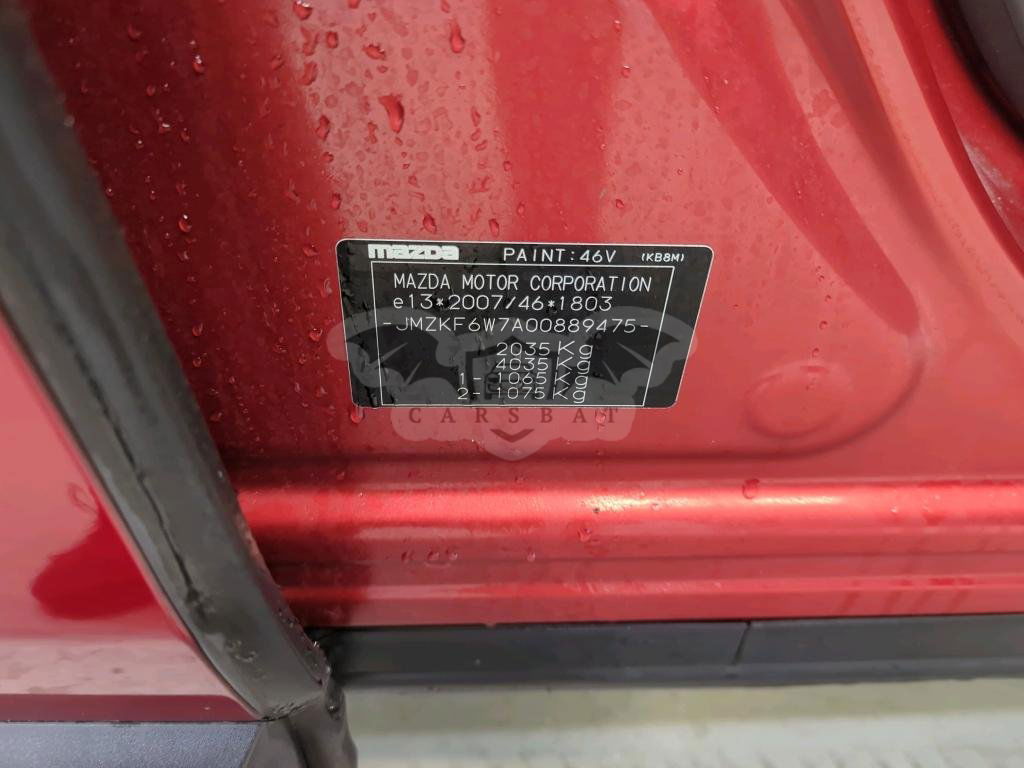 mazda PAINT:46V (KB8M)
MAZDA MOTOR CORPORATION
e13*2007/46*1803
-JMZKF6W7A00889475-
2035 Kg
4035 Kg
1- 1065 Kg
2- 1075 Kg
CARSBAT